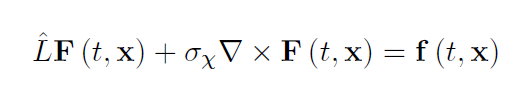 L̂F (t, x) + σ_χ ∇ × F (t, x) = f (t, x)